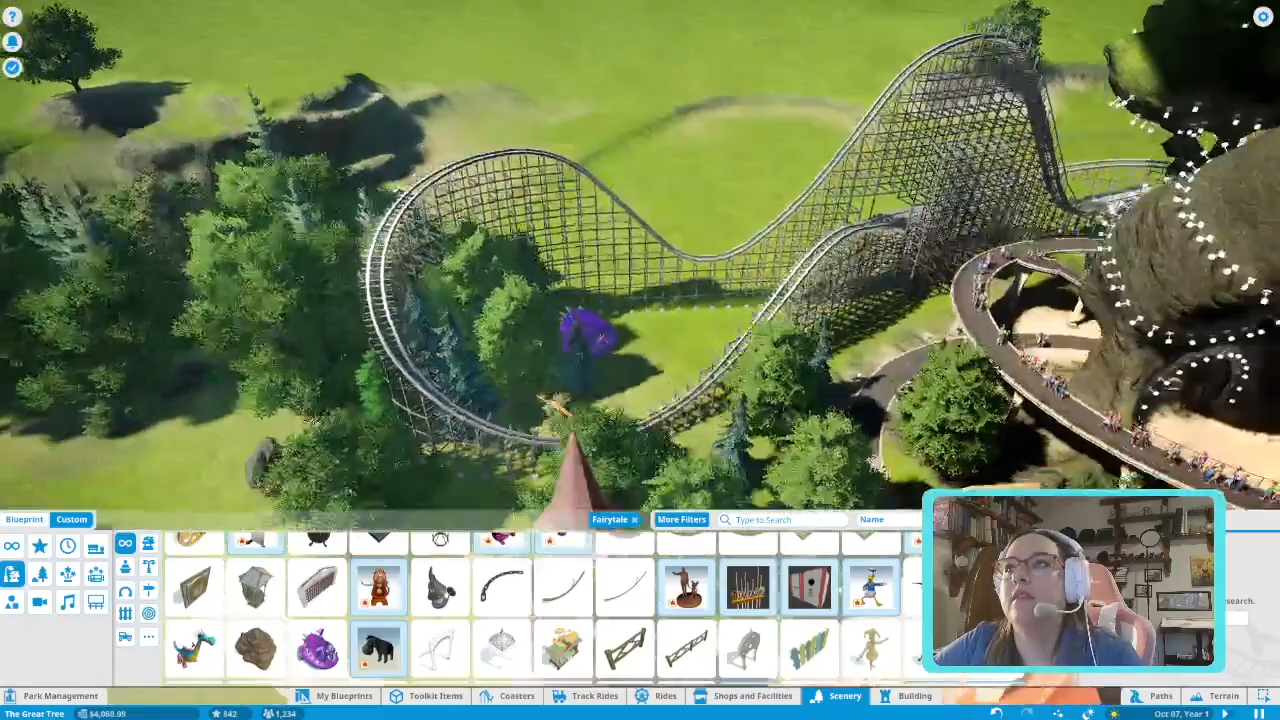 Blueprint Custom
Fairytale More Filters Type to Search Name
esearch.
Park Management My Blueprints Toolkit Items Coasters Track Rides Rides Shops and Facilities Scenery Building Paths Terrain
The Great Tree $4,060.99 842 1,234 Oct 07, Year 1